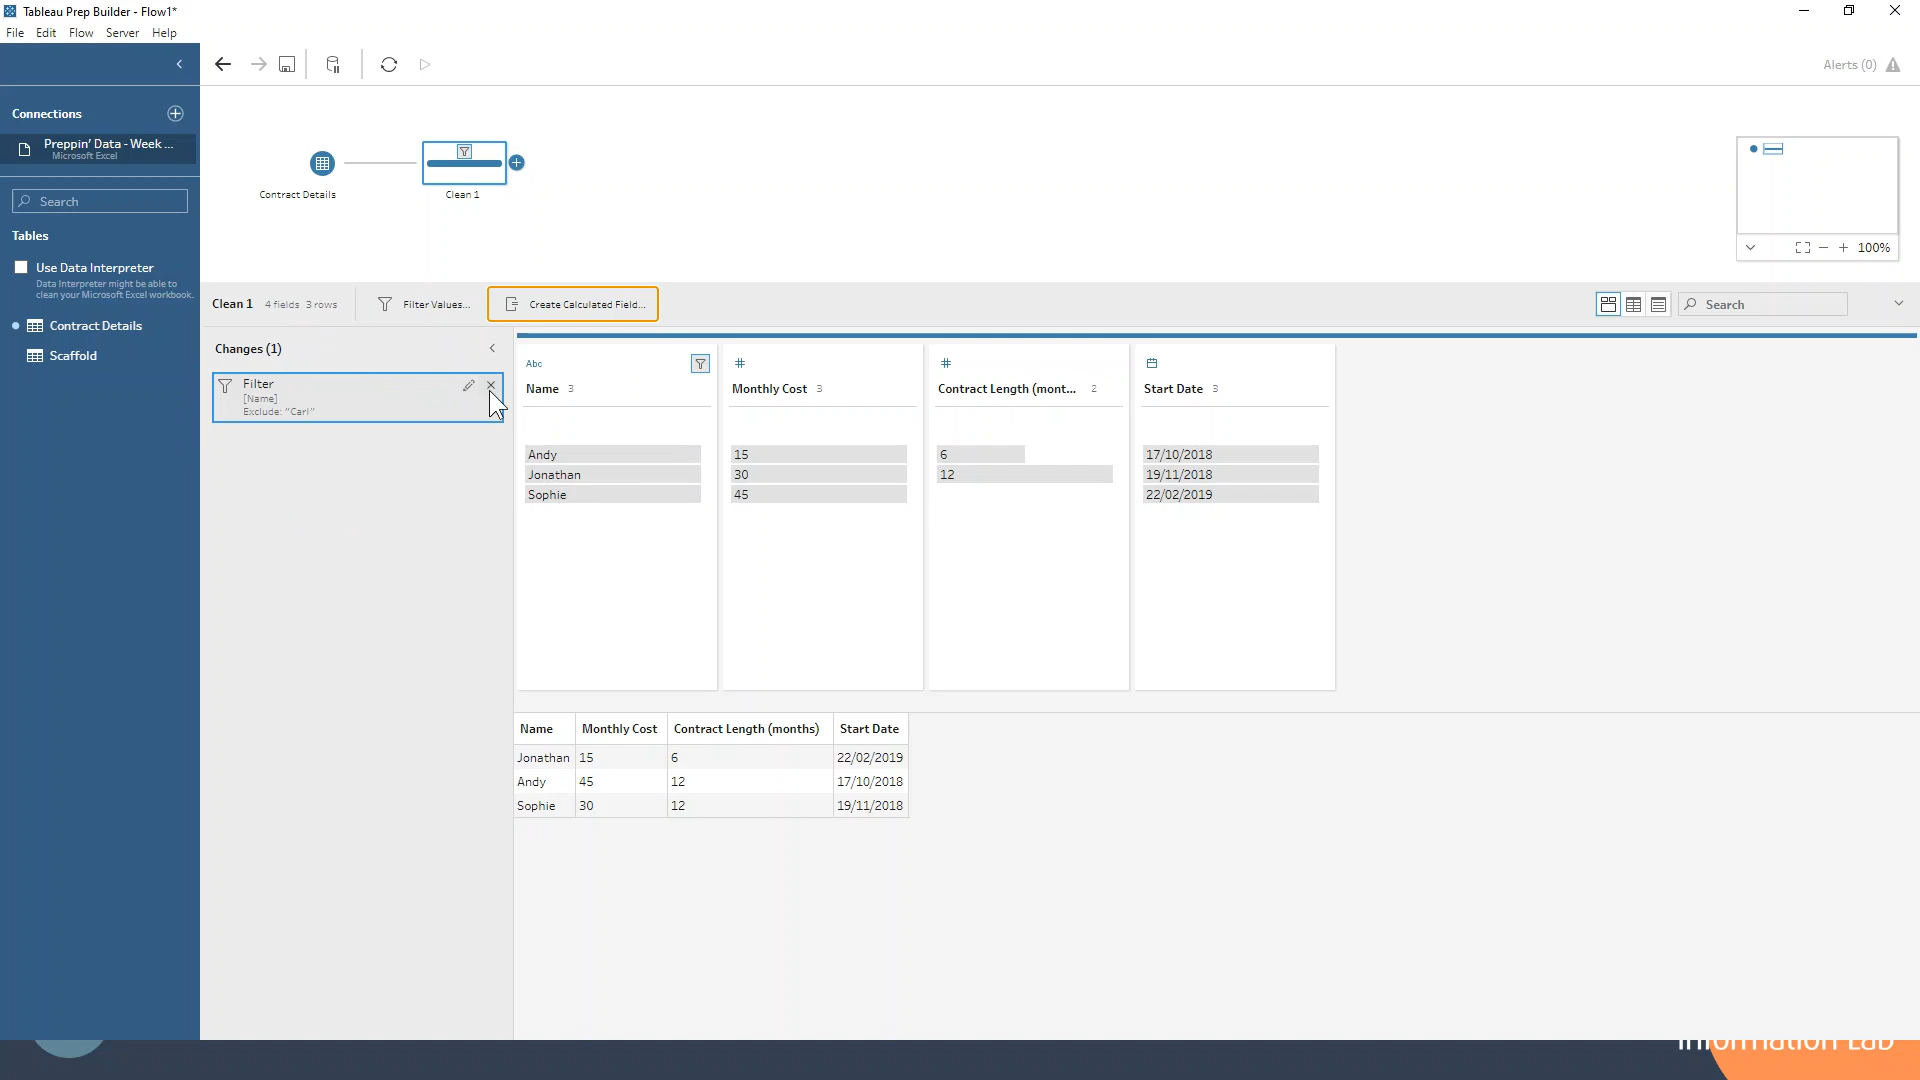 Tableau Prep Builder - Flow1*
File Edit Flow Server Help
Alerts (0)
Connections
Preppin' Data - Week ...
Microsoft Excel
Search
Tables
Use Data Interpreter
Data Interpreter might be able to
clean your Microsoft Excel workbook.
Contract Details
Scaffold
Contract Details
Clean 1
100%
Clean 1 4 fields 3 rows Filter Values... Create Calculated Field... Search
Changes (1)
Filter
[Name]
Exclude: "Carl"
Abc
Name 3
Andy
Jonathan
Sophie
#
Monthly Cost 3
15
30
45
#
Contract Length (mont... 2
6
12
Start Date 3
17/10/2018
19/11/2018
22/02/2019
Name Monthly Cost Contract Length (months) Start Date
Jonathan 15 6 22/02/2019
Andy 45 12 17/10/2018
Sophie 30 12 19/11/2018
Information Lab